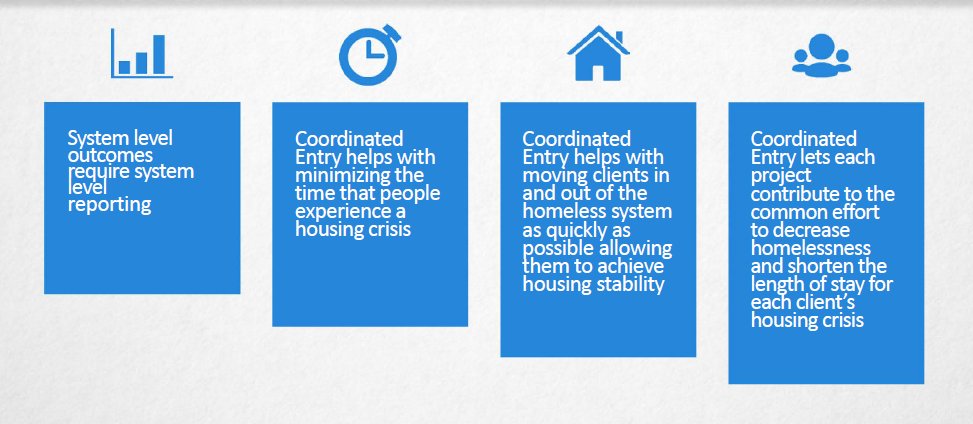 System level
outcomes
require system
level
reporting
Coordinated
Entry helps with
minimizing the
time that people
experience a
housing crisis
Coordinated
Entry helps with
moving clients in
and out of the
homeless system
as quickly as
possible allowing
them to achieve
housing stability
Coordinated
Entry lets each
project
contribute to the
common effort
to decrease
homelessness
and shorten the
length of stay for
each client’s
housing crisis